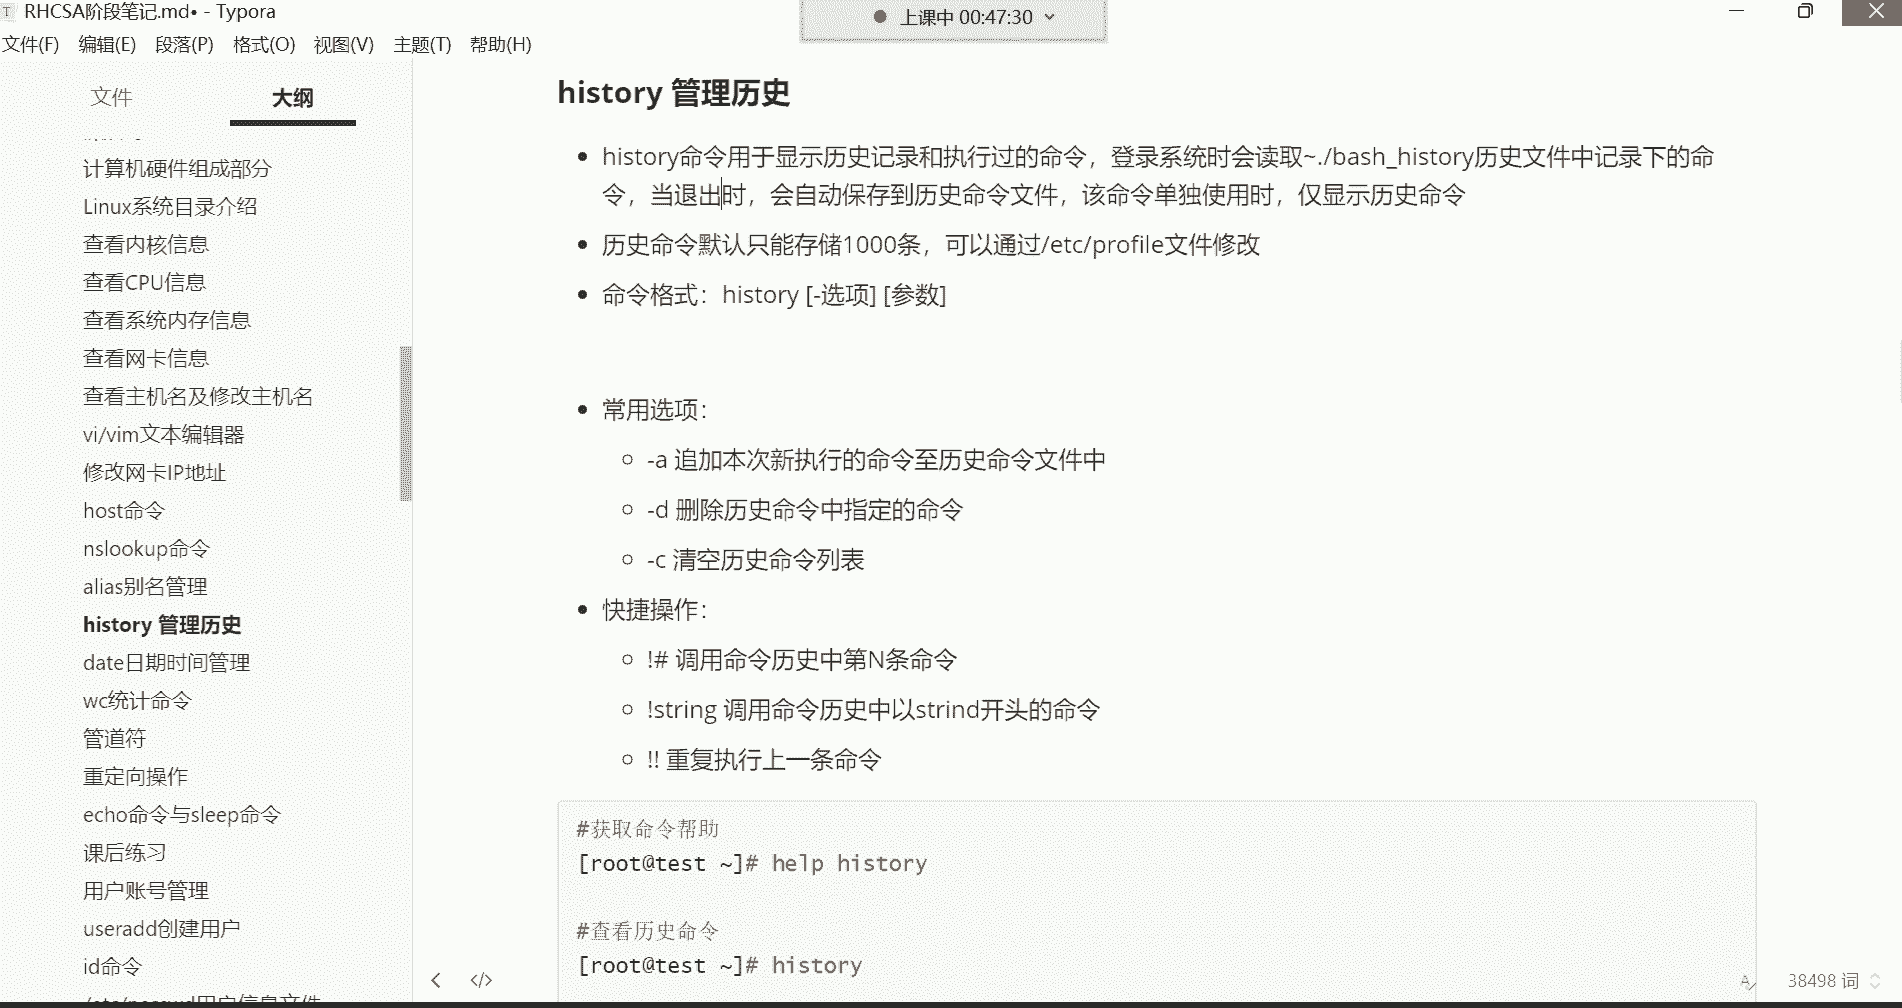 RHCSA阶段笔记.md• - Typora
上课中 00:47:30
文件(F) 编辑(E) 段落(P) 格式(O) 视图(V) 主题(T) 帮助(H)
文件 大纲
计算机硬件组成部分
Linux系统目录介绍
查看内核信息
查看CPU信息
查看系统内存信息
查看网卡信息
查看主机名及修改主机名
vi/vim文本编辑器
修改网卡IP地址
host命令
nslookup命令
alias别名管理
history 管理历史
date日期时间管理
wc统计命令
管道符
重定向操作
echo命令与sleep命令
课后练习
用户账号管理
useradd创建用户
id命令
history 管理历史
history命令用于显示历史记录和执行过的命令，登录系统时会读取~./bash_history历史文件中记录下的命
令，当退出时，会自动保存到历史命令文件，该命令单独使用时，仅显示历史命令
历史命令默认只能存储1000条，可以通过/etc/profile文件修改
命令格式：history [-选项] [参数]
常用选项：
-a 追加本次新执行的命令至历史命令文件中
-d 删除历史命令中指定的命令
-c 清空历史命令列表
快捷操作：
!# 调用命令历史中第N条命令
!string 调用命令历史中以strind开头的命令
!! 重复执行上一条命令
#获取命令帮助
[root@test ~]# help history
#查看历史命令
[root@test ~]# history
38498 词